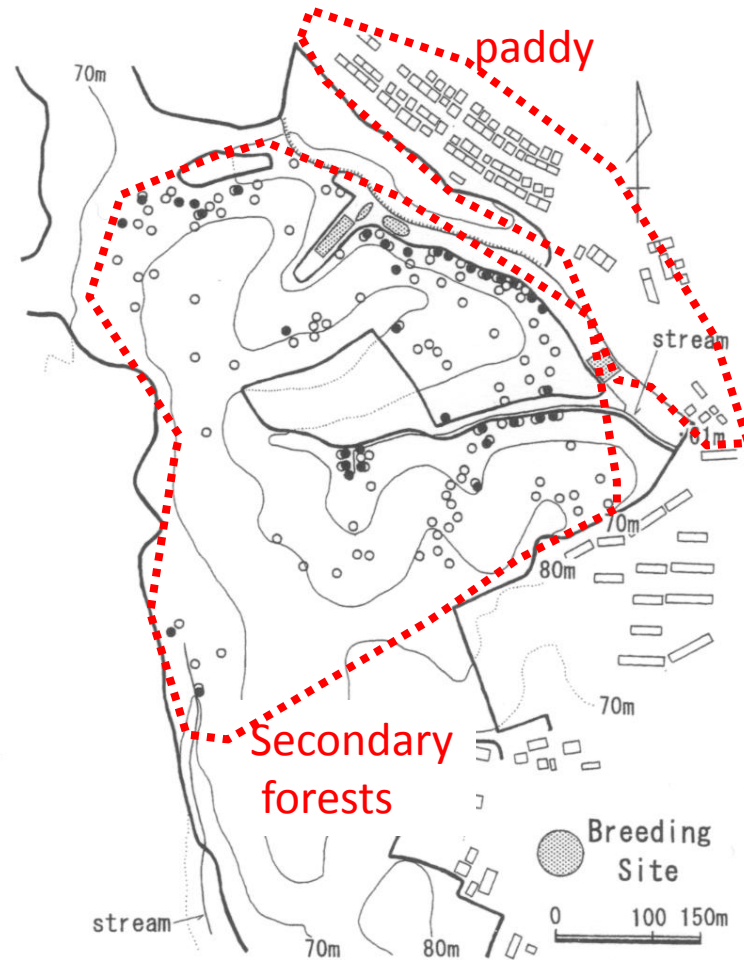 paddy
70m
stream
61m
70m
80m
70m
Secondary
forests
Breeding
Site
0 100 150m
stream
70m
80m